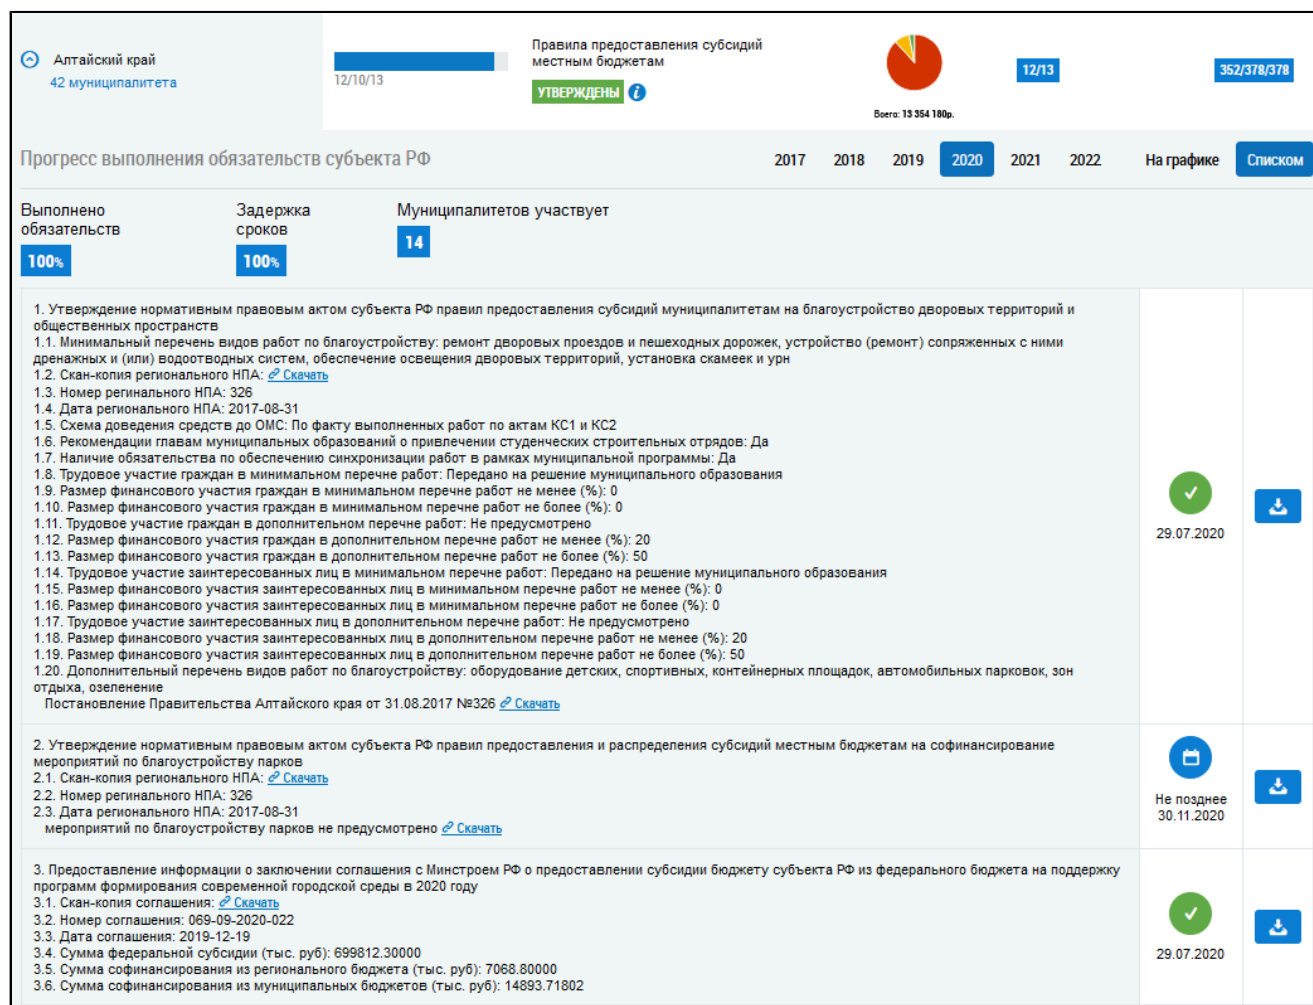 Алтайский край
42 муниципалитета
12/10/13
Правила предоставления субсидий
местным бюджетам
УТВЕРЖДЕНЫ i
Всего: 13 354 180р.
12/13
352/378/378
Прогресс выполнения обязательств субъекта РФ
2017 2018 2019 2020 2021 2022 На графике Списком
Выполнено
обязательств
100%
Задержка
сроков
100%
Муниципалитетов участвует
14
1. Утверждение нормативным правовым актом субъекта РФ правил предоставления субсидий муниципалитетам на благоустройство дворовых территорий и
общественных пространств
1.1. Минимальный перечень видов работ по благоустройству: ремонт дворовых проездов и пешеходных дорожек, устройство (ремонт) сопряженных с ними
дренажных и (или) водоотводных систем, обеспечение освещения дворовых территорий, установка скамеек и урн
1.2. Скан-копия регионального НПА: Скачать
1.3. Номер регинального НПА: 326
1.4. Дата регионального НПА: 2017-08-31
1.5. Схема доведения средств до ОМС: По факту выполненных работ по актам КС1 и КС2
1.6. Рекомендации главам муниципальных образований о привлечении студенческих строительных отрядов: Да
1.7. Наличие обязательства по обеспечению синхронизации работ в рамках муниципальной программы: Да
1.8. Трудовое участие граждан в минимальном перечне работ: Передано на решение муниципального образования
1.9. Размер финансового участия граждан в минимальном перечне работ не менее (%): 0
1.10. Размер финансового участия граждан в минимальном перечне работ не более (%): 0
1.11. Трудовое участие граждан в дополнительном перечне работ: Не предусмотрено
1.12. Размер финансового участия граждан в дополнительном перечне работ не менее (%): 20
1.13. Размер финансового участия граждан в дополнительном перечне работ не более (%): 50
1.14. Трудовое участие заинтересованных лиц в минимальном перечне работ: Передано на решение муниципального образования
1.15. Размер финансового участия заинтересованных лиц в минимальном перечне работ не менее (%): 0
1.16. Размер финансового участия заинтересованных лиц в минимальном перечне работ не более (%): 0
1.17. Трудовое участие заинтересованных лиц в дополнительном перечне работ: Не предусмотрено
1.18. Размер финансового участия заинтересованных лиц в дополнительном перечне работ не менее (%): 20
1.19. Размер финансового участия заинтересованных лиц в дополнительном перечне работ не более (%): 50
1.20. Дополнительный перечень видов работ по благоустройству: оборудование детских, спортивных, контейнерных площадок, автомобильных парковок, зон
отдыха, озеленение
Постановление Правительства Алтайского края от 31.08.2017 №326 Скачать
29.07.2020
2. Утверждение нормативным правовым актом субъекта РФ правил предоставления и распределения субсидий местным бюджетам на софинансирование
мероприятий по благоустройству парков
2.1. Скан-копия регионального НПА: Скачать
2.2. Номер регинального НПА: 326
2.3. Дата регионального НПА: 2017-08-31
мероприятий по благоустройству парков не предусмотрено Скачать
Не позднее
30.11.2020
3. Предоставление информации о заключении соглашения с Минстроем РФ о предоставлении субсидии бюджету субъекта РФ из федерального бюджета на поддержку
программ формирования современной городской среды в 2020 году
3.1. Скан-копия соглашения: Скачать
3.2. Номер соглашения: 069-09-2020-022
3.3. Дата соглашения: 2019-12-19
3.4. Сумма федеральной субсидии (тыс. руб): 699812.30000
3.5. Сумма софинансирования из регионального бюджета (тыс. руб): 7068.80000
3.6. Сумма софинансирования из муниципальных бюджетов (тыс. руб): 14893.71802
29.07.2020